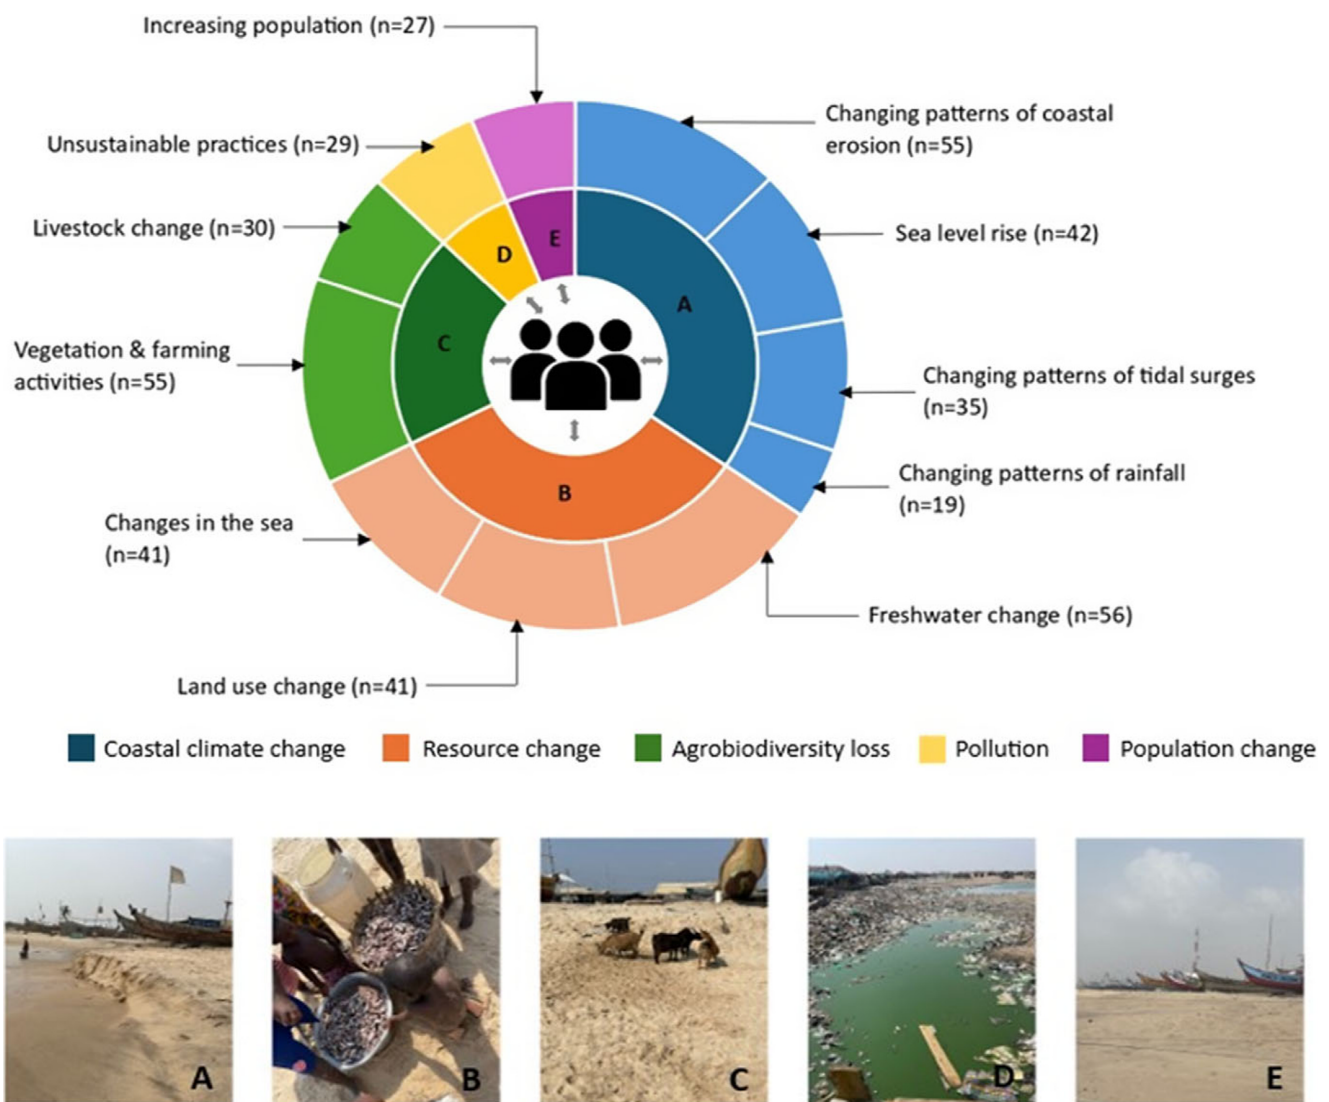 Increasing population (n=27)
Changing patterns of coastal
erosion (n=55)
Unsustainable practices (n=29)
Livestock change (n=30)
Sea level rise (n=42)
E
D
A
C
Vegetation & farming
activities (n=55)
Changing patterns of tidal surges
(n=35)
B
Changing patterns of rainfall
(n=19)
Changes in the sea
(n=41)
Freshwater change (n=56)
Land use change (n=41)
Coastal climate change
Resource change
Agrobiodiversity loss
Pollution
Population change
A
B
C
D
E